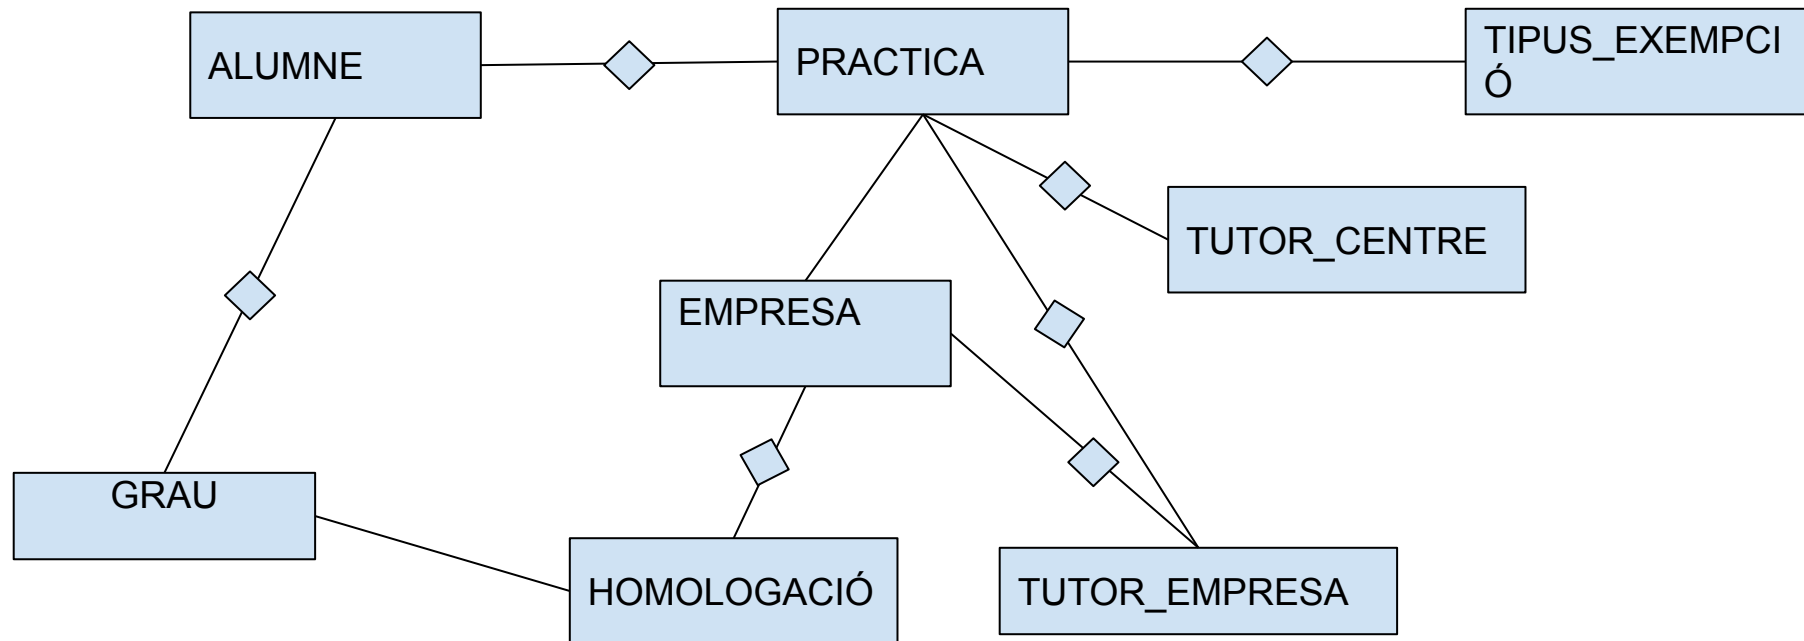 ALUMNE
PRACTICA
TIPUS_EXEMPCI
Ó
TUTOR_CENTRE
EMPRESA
GRAU
HOMOLOGACIÓ
TUTOR_EMPRESA